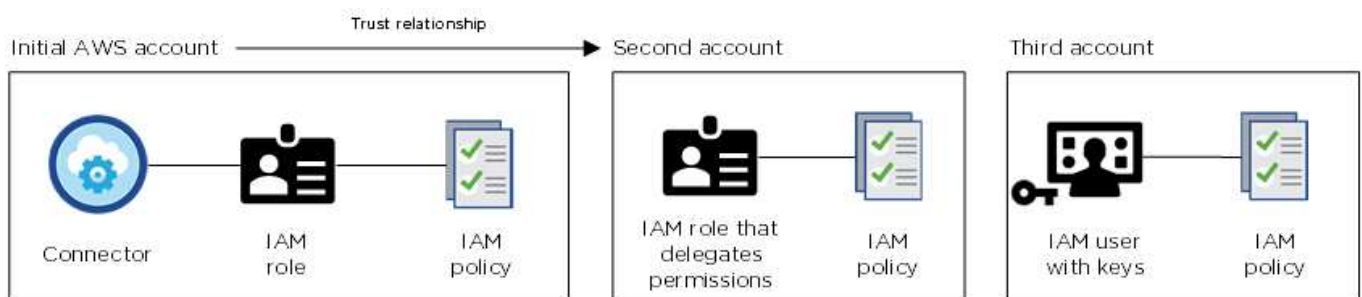 Trust relationship
Initial AWS account
Second account
Third account
Connector
IAM
role
IAM
policy
IAM role that
delegates
permissions
IAM
policy
IAM user
with keys
IAM
policy